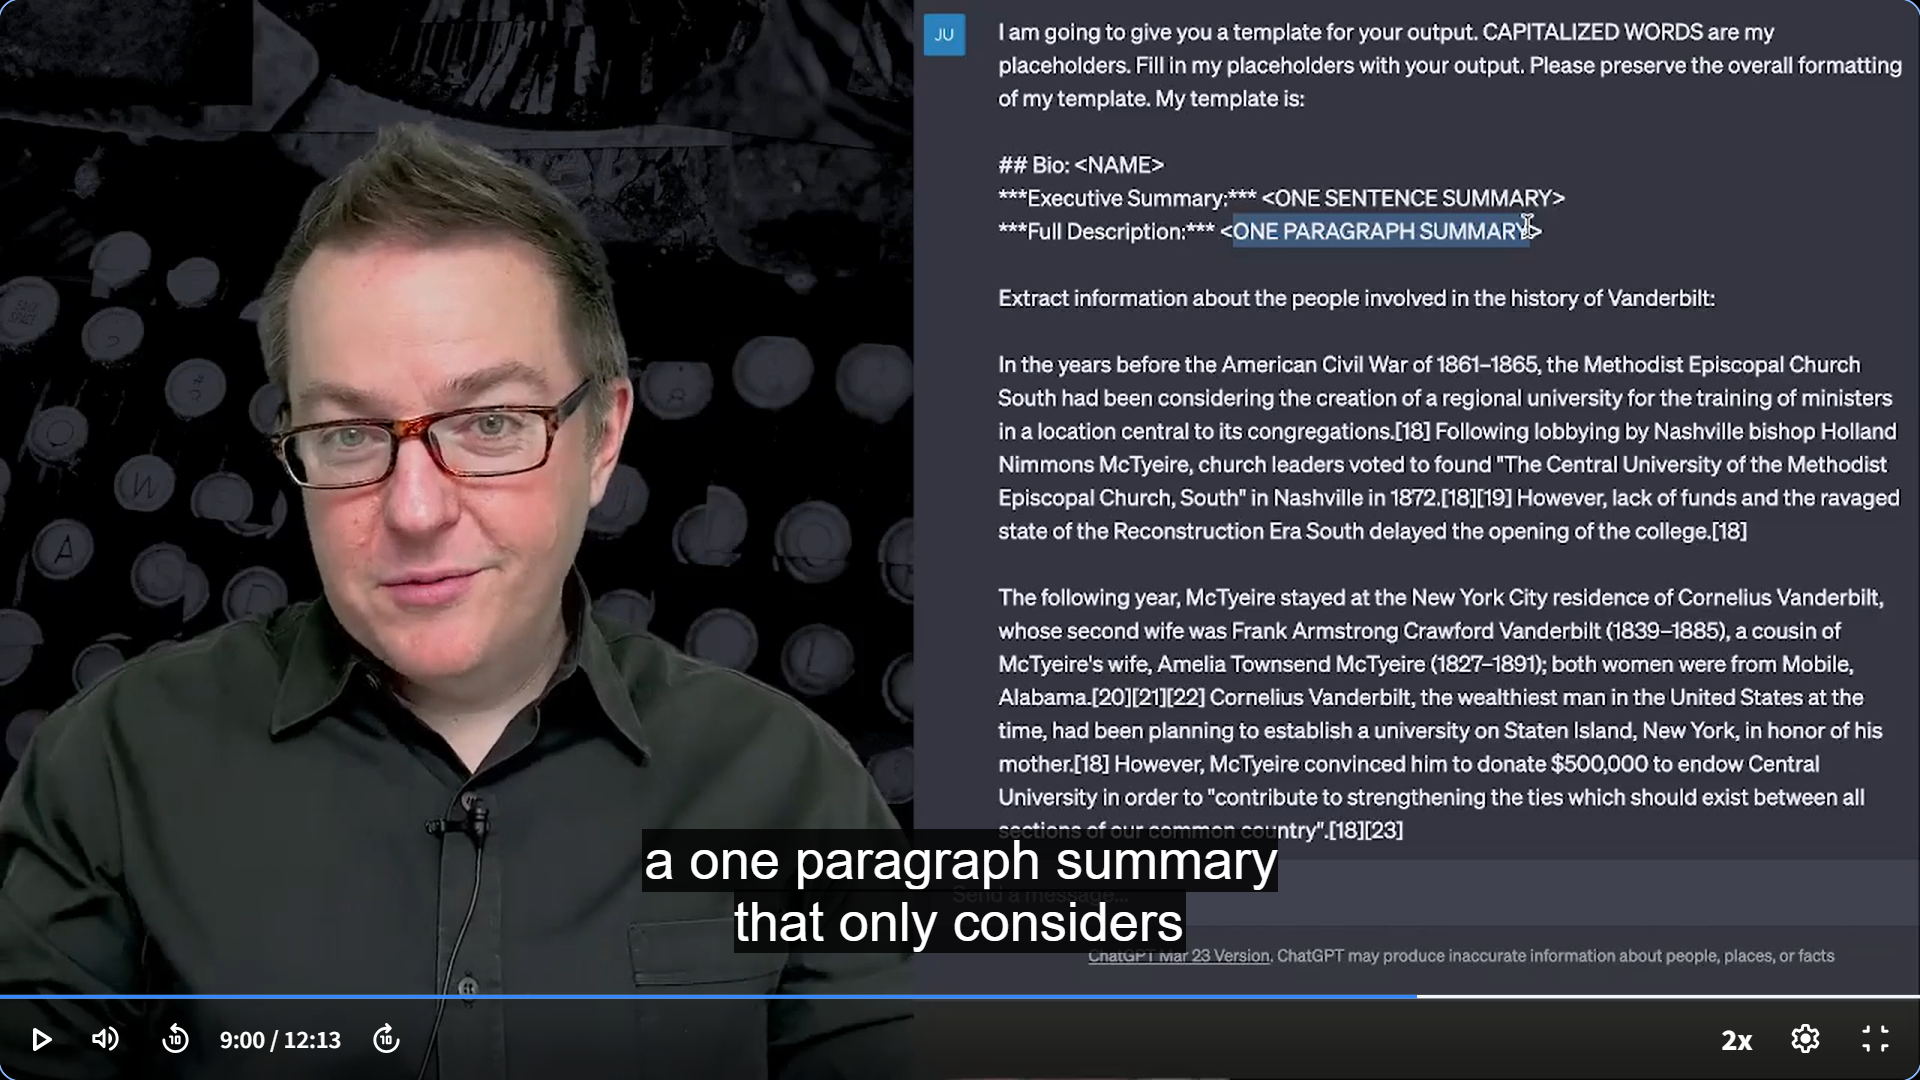 JU
I am going to give you a template for your output. CAPITALIZED WORDS are my
placeholders. Fill in my placeholders with your output. Please preserve the overall formatting
of my template. My template is:
## Bio: <NAME>
***Executive Summary:*** <ONE SENTENCE SUMMARY>
***Full Description:*** <ONE PARAGRAPH SUMMARY>
Extract information about the people involved in the history of Vanderbilt:
In the years before the American Civil War of 1861–1865, the Methodist Episcopal Church
South had been considering the creation of a regional university for the training of ministers
in a location central to its congregations.[18] Following lobbying by Nashville bishop Holland
Nimmons McTyeire, church leaders voted to found "The Central University of the Methodist
Episcopal Church, South" in Nashville in 1872.[18][19] However, lack of funds and the ravaged
state of the Reconstruction Era South delayed the opening of the college.[18]
The following year, McTyeire stayed at the New York City residence of Cornelius Vanderbilt,
whose second wife was Frank Armstrong Crawford Vanderbilt (1839–1885), a cousin of
McTyeire's wife, Amelia Townsend McTyeire (1827–1891); both women were from Mobile,
Alabama.[20][21][22] Cornelius Vanderbilt, the wealthiest man in the United States at the
time, had been planning to establish a university on Staten Island, New York, in honor of his
mother.[18] However, McTyeire convinced him to donate $500,000 to endow Central
University in order to "contribute to strengthening the ties which should exist between all
sections of our common country".[18][23]
a one paragraph summary
Send a message...
that only considers
ChatGPT Mar 23 Version. ChatGPT may produce inaccurate information about people, places, or facts
10
9:00 / 12:13
10
2x
W
A